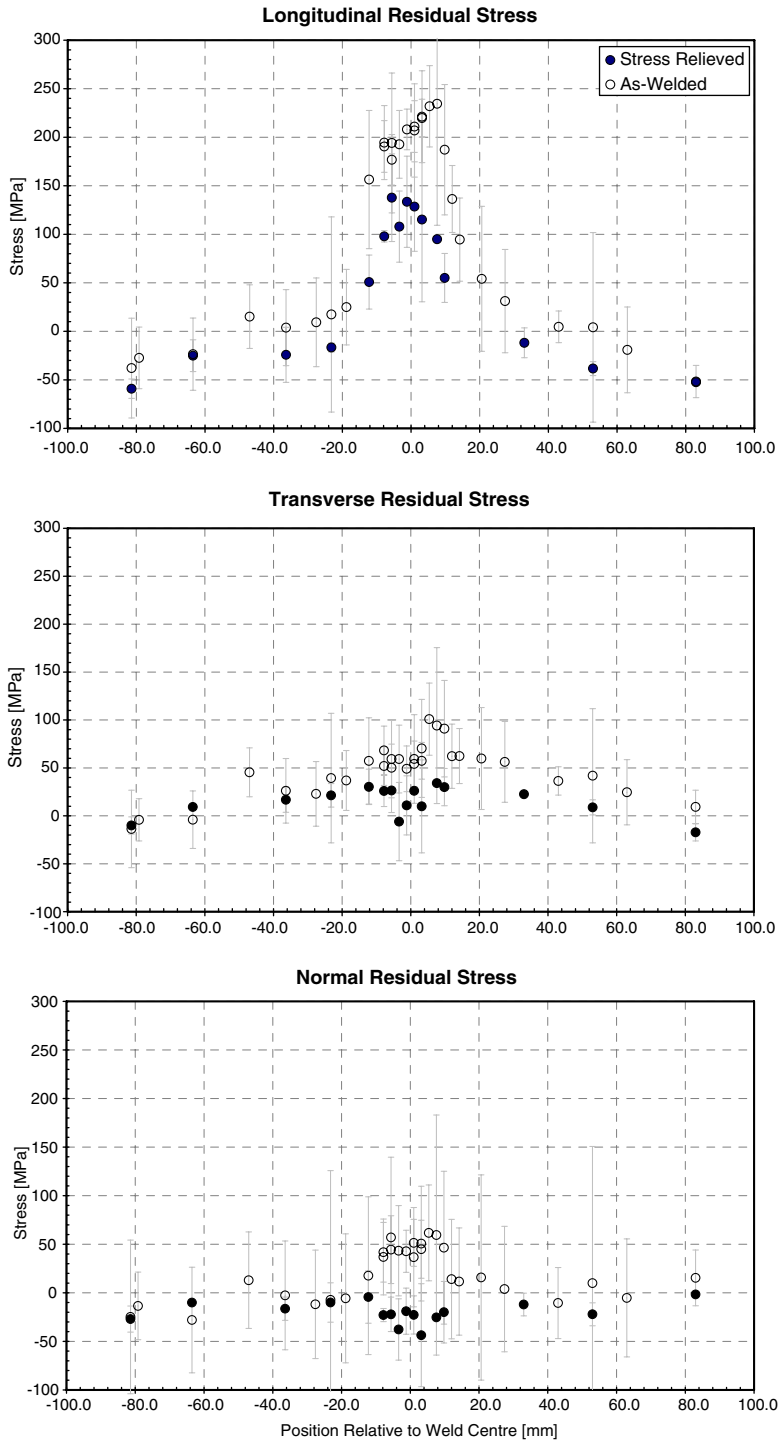 Longitudinal Residual Stress
300
250
200
150
100
50
0
-50
-100
Stress [MPa]
Stress Relieved
As-Welded
-100.0 -80.0 -60.0 -40.0 -20.0 0.0 20.0 40.0 60.0 80.0 100.0
Transverse Residual Stress
300
250
200
150
100
50
0
-50
-100
Stress [MPa]
-100.0 -80.0 -60.0 -40.0 -20.0 0.0 20.0 40.0 60.0 80.0 100.0
Normal Residual Stress
300
250
200
150
100
50
0
-50
-100
Stress [MPa]
-100.0 -80.0 -60.0 -40.0 -20.0 0.0 20.0 40.0 60.0 80.0 100.0
Position Relative to Weld Centre [mm]